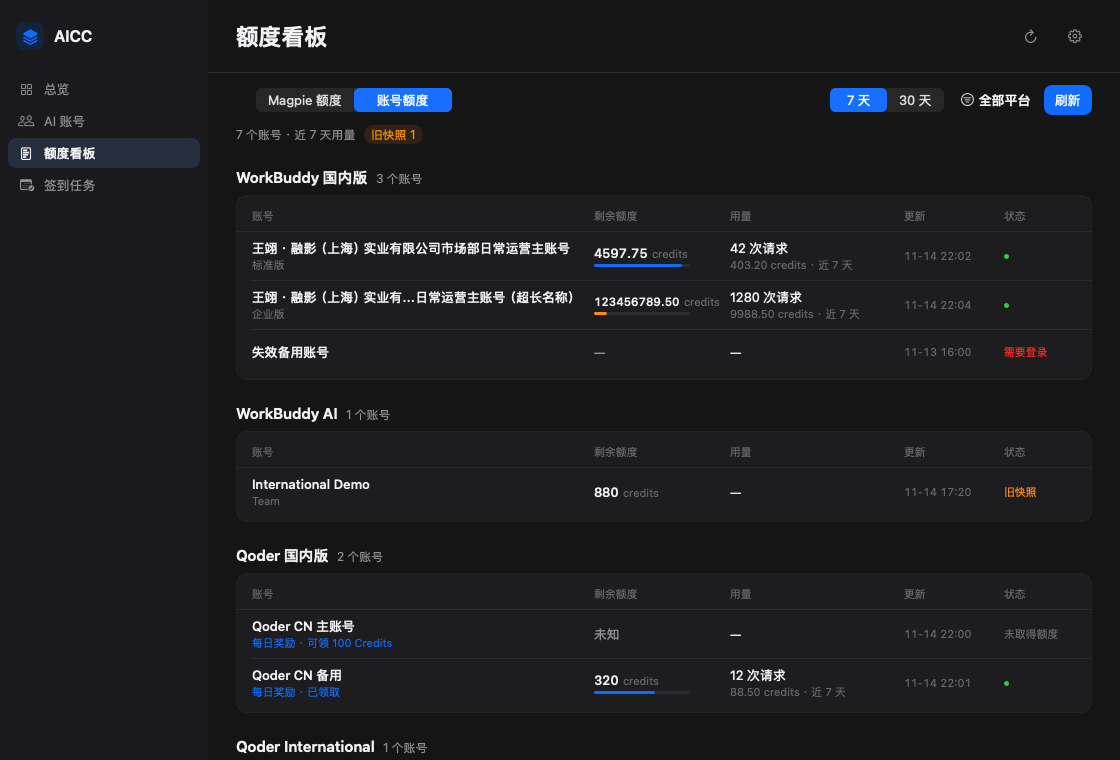 AICC
总览
AI 账号
额度看板
签到任务
额度看板
Magpie 额度 账号额度 7 天 30 天 全部平台 刷新
7 个账号 · 近 7 天用量 旧快照 1
WorkBuddy 国内版 3 个账号
账号 剩余额度 用量 更新 状态
王翊 · 融影（上海）实业有限公司市场部日常运营主账号 4597.75 credits 42 次请求 11-14 22:02
标准版 403.20 credits · 近 7 天
王翊 · 融影（上海）实业有...日常运营主账号（超长名称） 123456789.50 credits 1280 次请求 11-14 22:04
企业版 9988.50 credits · 近 7 天
失效备用账号 — — 11-13 16:00 需要登录
WorkBuddy AI 1 个账号
账号 剩余额度 用量 更新 状态
International Demo 880 credits — 11-14 17:20 旧快照
Team
Qoder 国内版 2 个账号
账号 剩余额度 用量 更新 状态
Qoder CN 主账号 未知 — 11-14 22:00 未取得额度
每日奖励 · 可领 100 Credits
Qoder CN 备用 320 credits 12 次请求 11-14 22:01
每日奖励 · 已领取 88.50 credits · 近 7 天
Qoder International 1 个账号